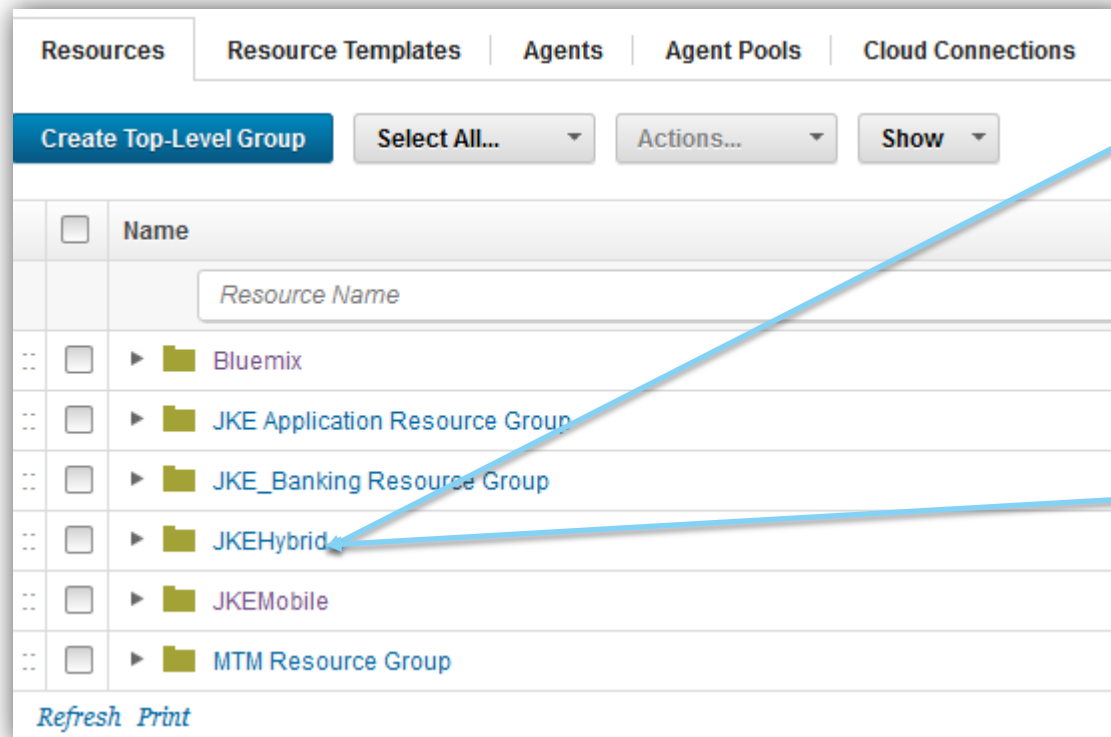 Resources Resource Templates Agents Agent Pools Cloud Connections
Create Top-Level Group Select All... Actions... Show
Name
Resource Name
Bluemix
JKE Application Resource Group
JKE_Banking Resource Group
JKEHybrid
JKEMobile
MTM Resource Group
Refresh Print